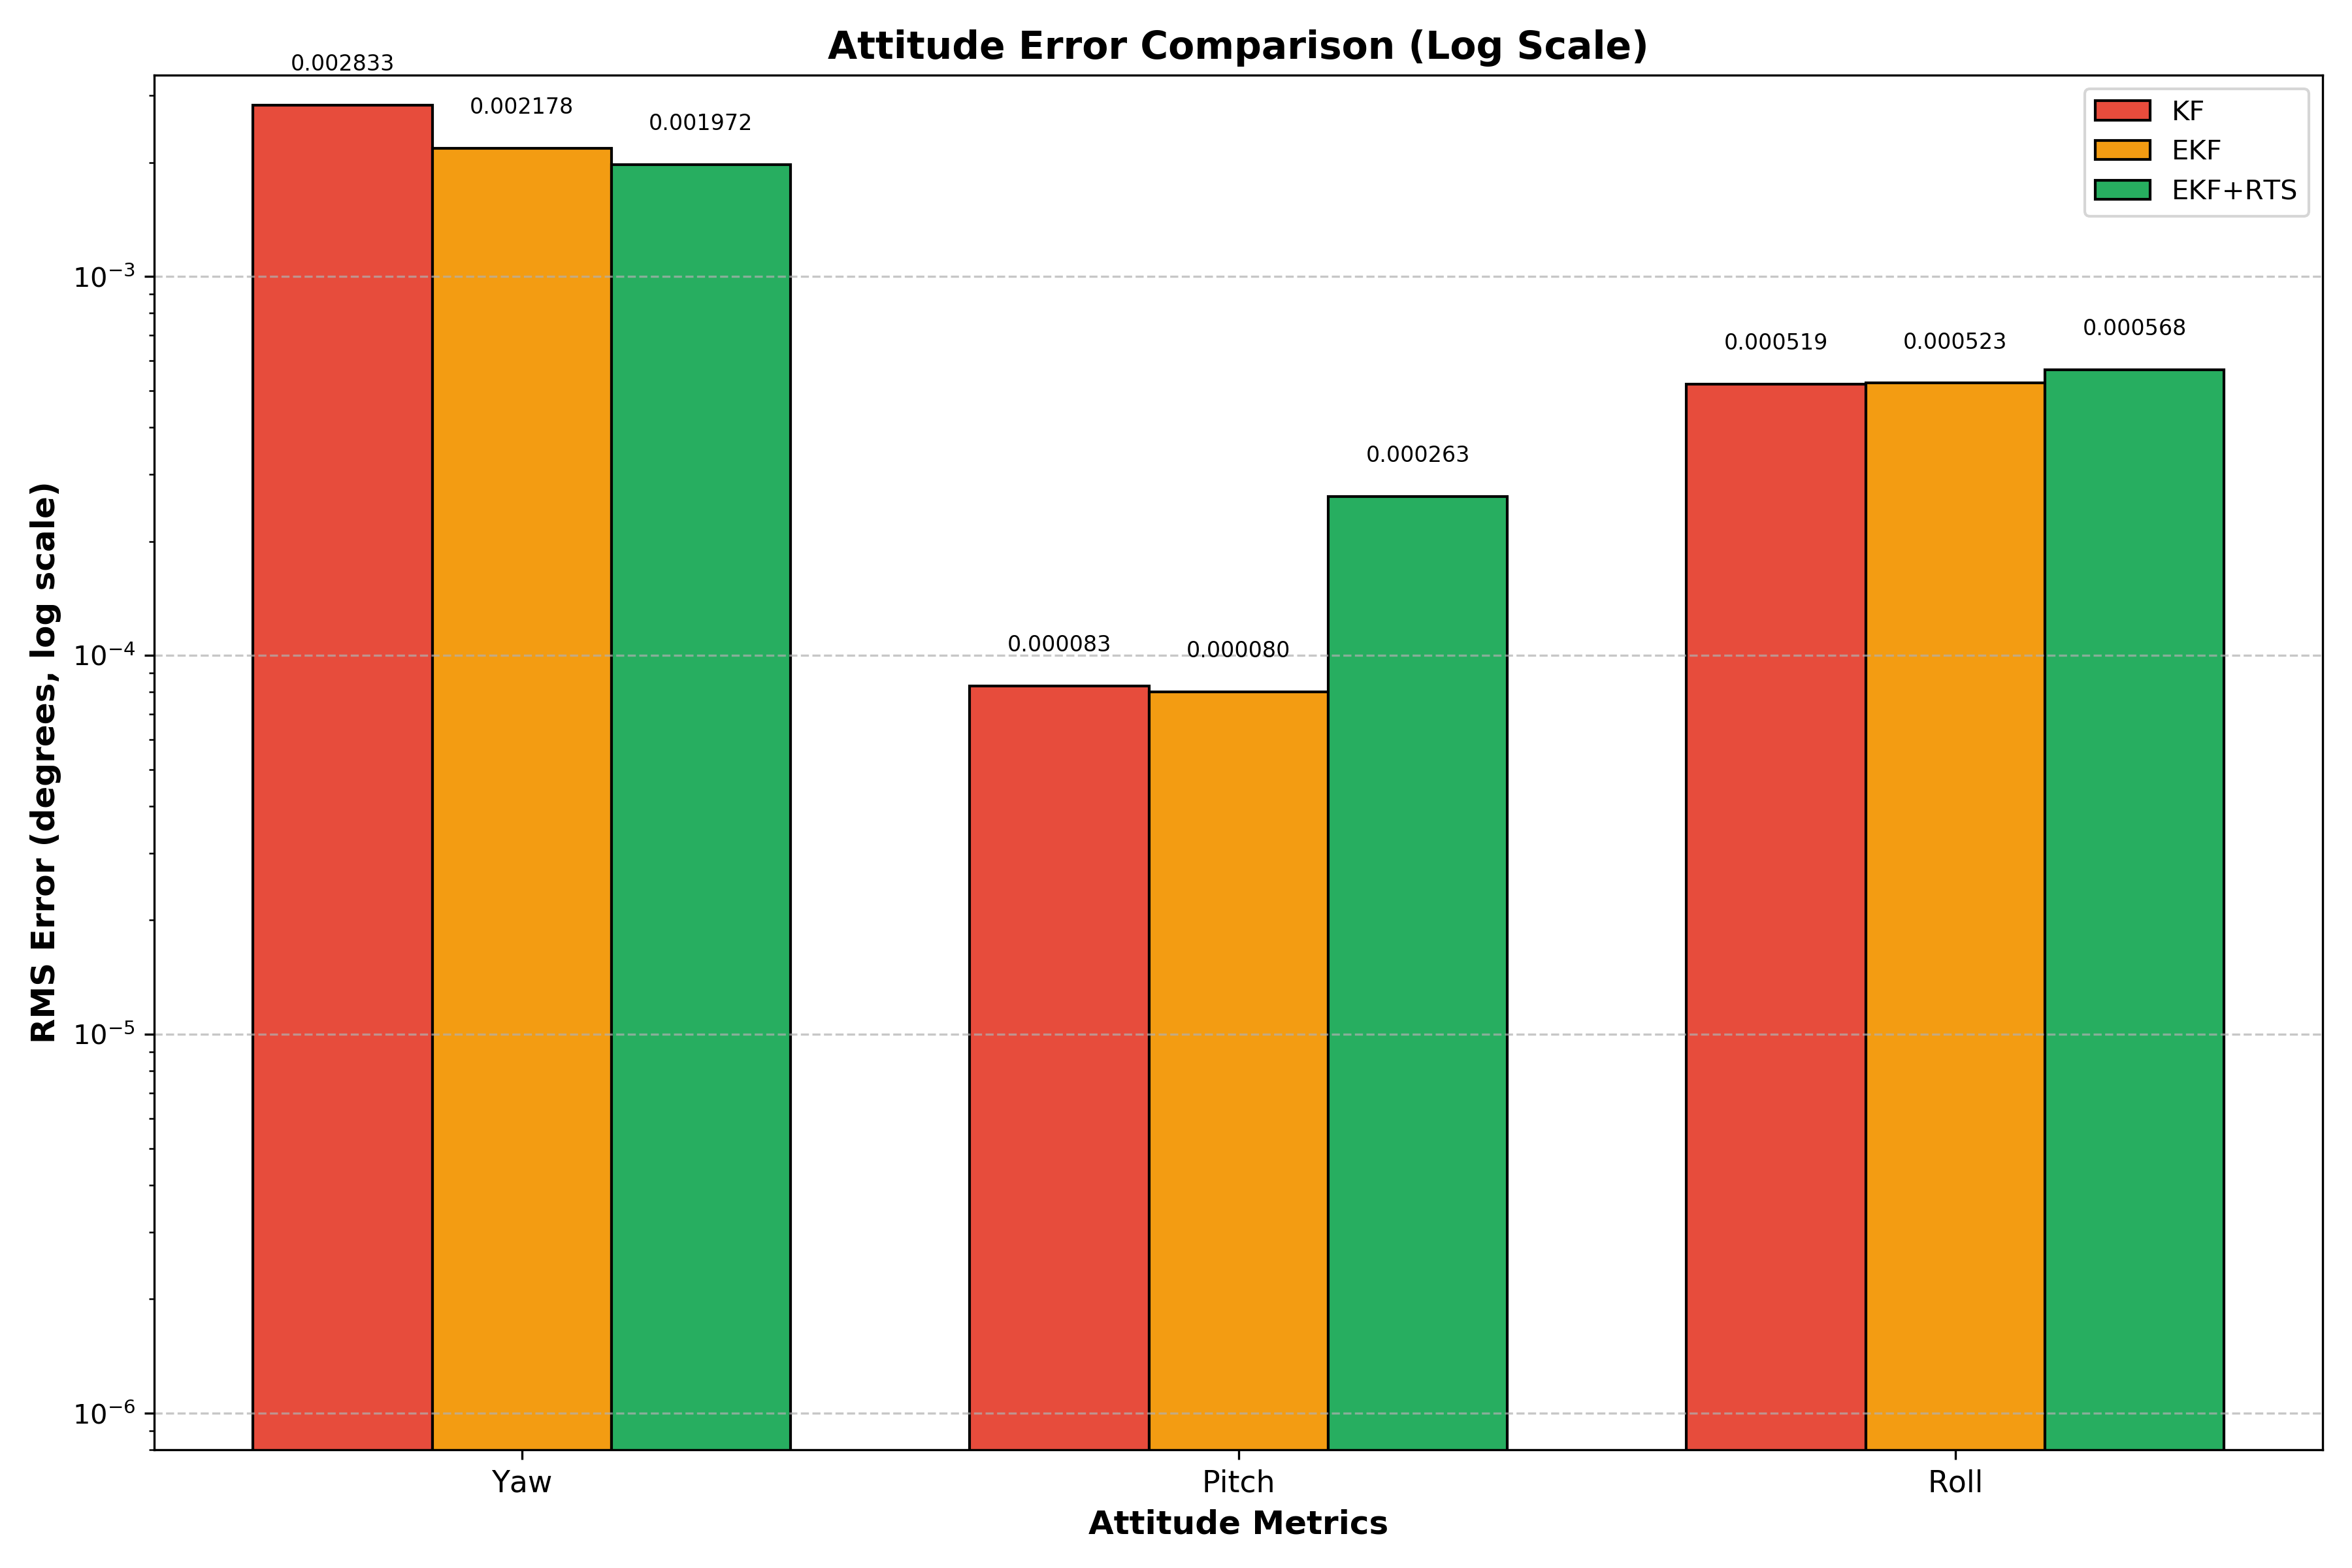 Attitude Error Comparison (Log Scale)
0.002833
0.002178
0.001972
0.000083
0.000080
0.000263
0.000519
0.000523
0.000568
KF
EKF
EKF+RTS
RMS Error (degrees, log scale)
10⁻³
10⁻⁴
10⁻⁵
10⁻⁶
Yaw
Pitch
Roll
Attitude Metrics